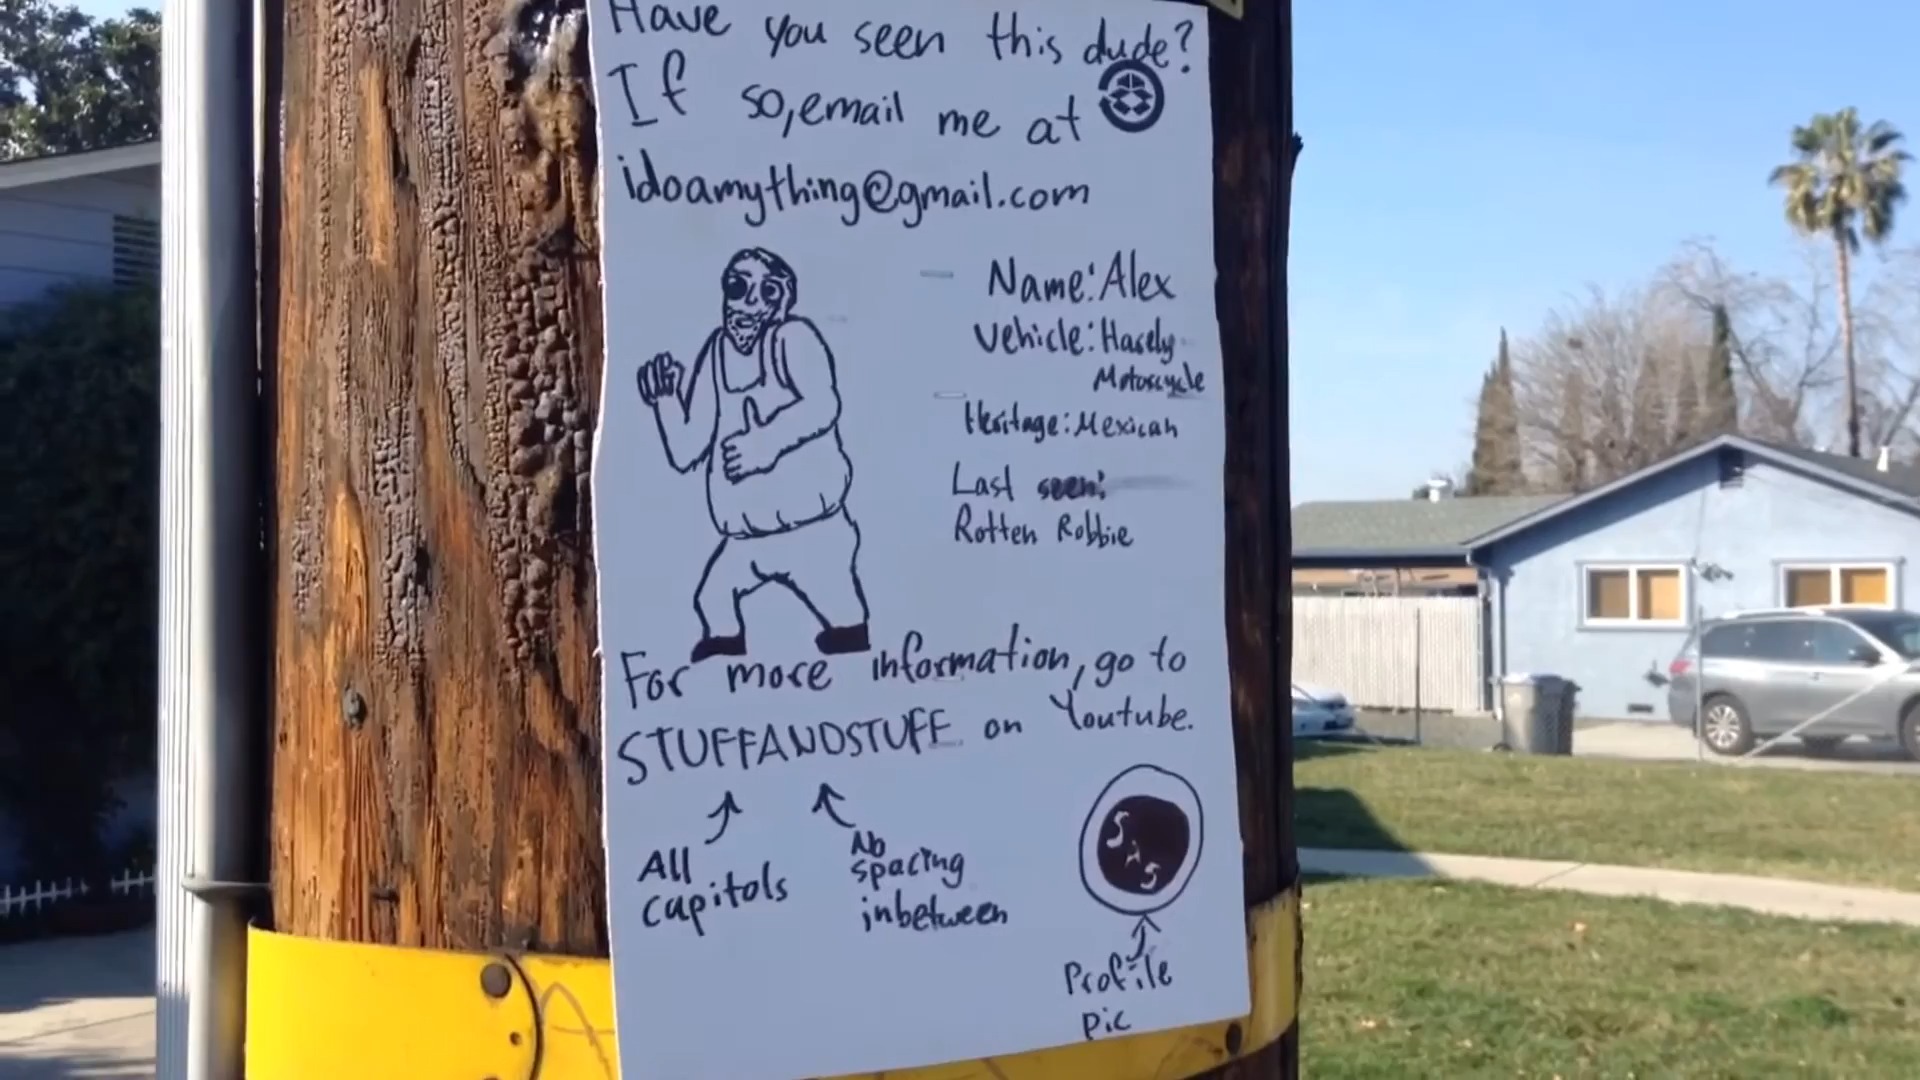 Have you seen this dude?
If so, email me at
idoamything@gmail.com
Name: Alex
Vehicle: Harely
Motorcycle
Heritage: Mexican
Last seen:
Rotten Robbie
For more information, go to
STUFFANDSTUFF on Youtube.
All
capitols
No
spacing
inbetween
SAS
Profile
pic